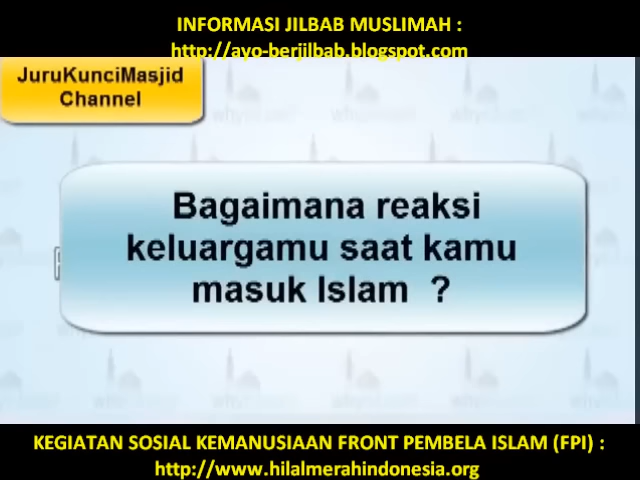 INFORMASI JILBAB MUSLIMAH :
http://ayo-berjilbab.blogspot.com
JuruKunciMasjid
Channel
Bagaimana reaksi
keluargamu saat kamu
masuk Islam ?
KEGIATAN SOSIAL KEMANUSIAAN FRONT PEMBELA ISLAM (FPI) :
http://www.hilalmerahindonesia.org